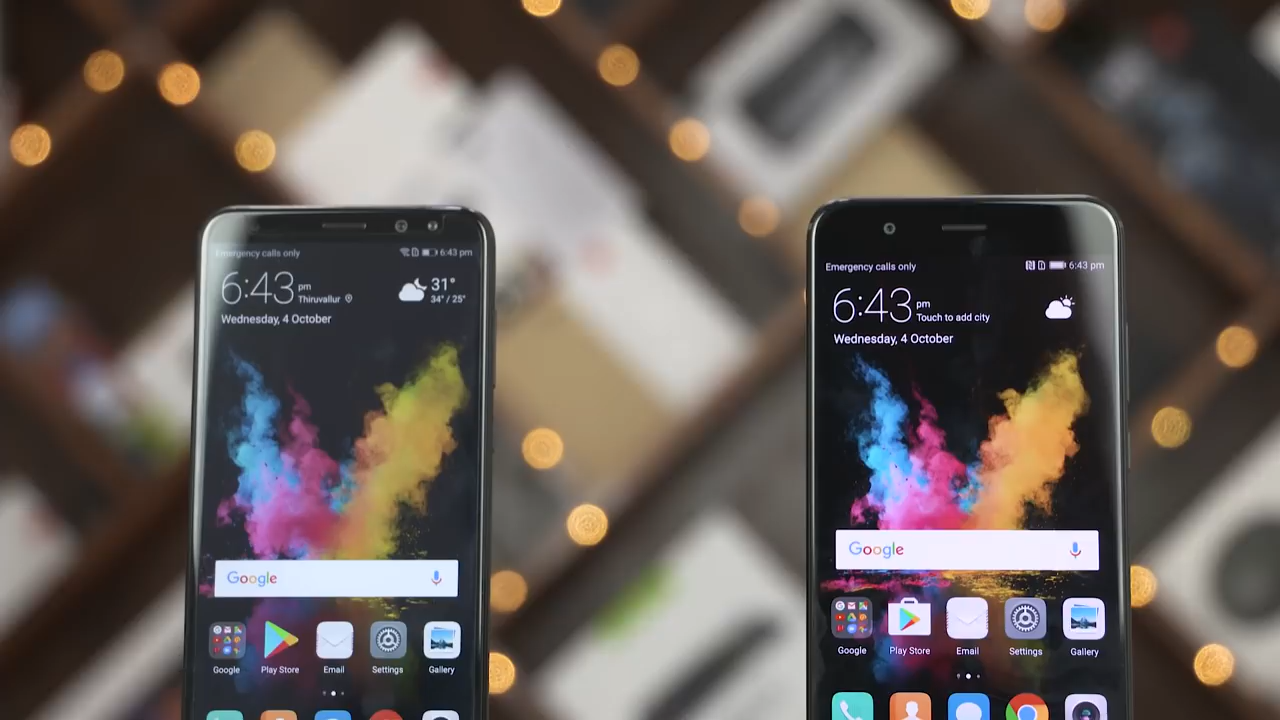 Emergency calls only
6:43 pm
6:43 pm
Thiruvallur
31°
34° / 25°
Wednesday, 4 October
Google
Google
Play Store
Email
Settings
Gallery
Emergency calls only
6:43 pm
6:43 pm
Touch to add city
Wednesday, 4 October
Google
Google
Play Store
Email
Settings
Gallery